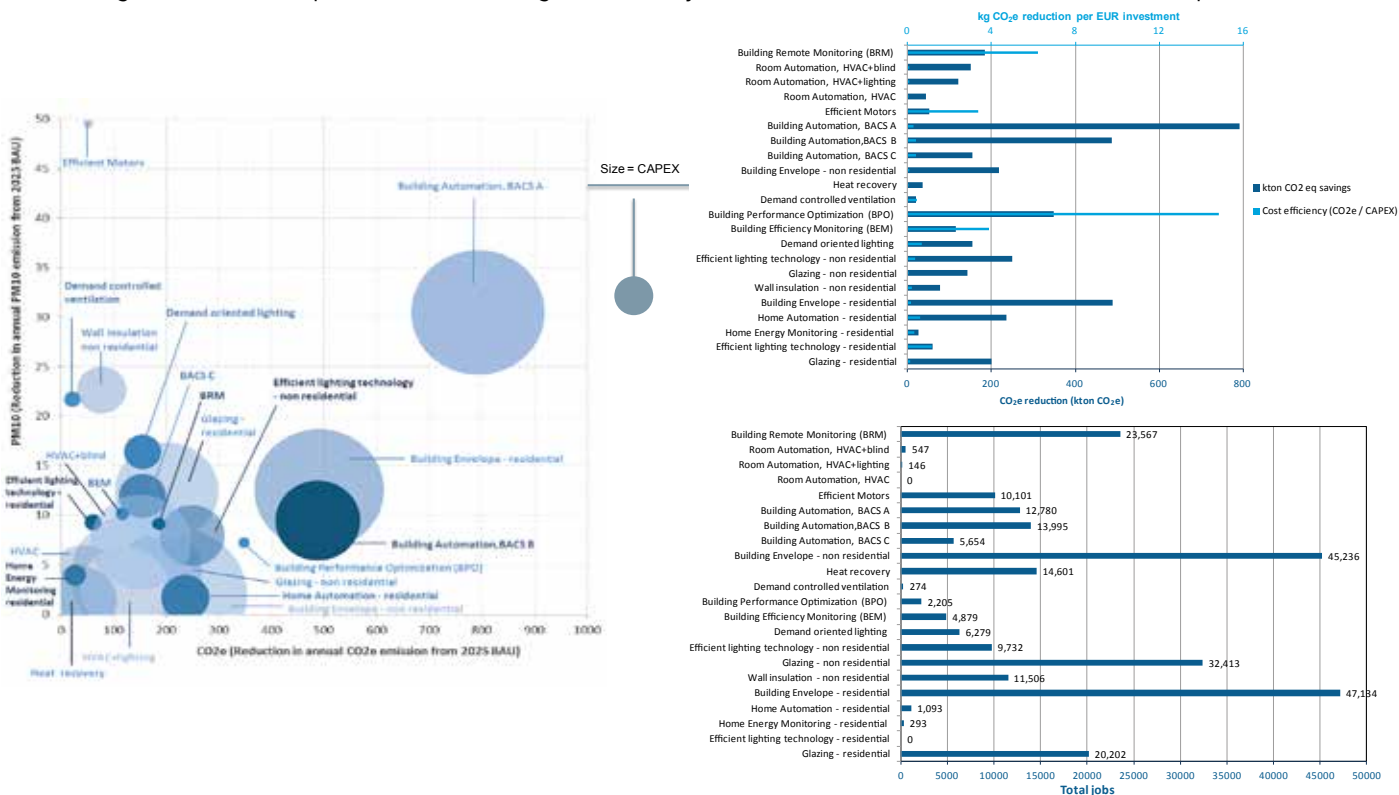 50
Efficient Motors
45
Building Automation, BACS A
40
35
Demand controlled
ventilation
30
Demand oriented lighting
Wall insulation
non residential
25
BACS C
BRM
Efficient lighting technology
- non residential
20
Glazing -
residential
15
HVAC+blind
Building Envelope - residential
Efficient lighting
technology -
residential
BEM
10
HVAC
Building Automation,BACS B
5
Home
Energy
Monitoring
residential
Building Performance Optimization (BPO)
Glazing - non residential
Home Automation - residential
Building Envelope - non residential
0
0 100 200 300 400 500 600 700 800 900 1000
HVAC+lighting
Heat recovery
CO2e (Reduction in annual CO2e emission from 2025 BAU)
PM10 (Reduction in annual PM10 emission from 2025 BAU)
Size = CAPEX
kg CO₂e reduction per EUR investment
0 4 8 12 16
Building Remote Monitoring (BRM)
Room Automation, HVAC+blind
Room Automation, HVAC+lighting
Room Automation, HVAC
Efficient Motors
Building Automation, BACS A
Building Automation,BACS B
Building Automation, BACS C
Building Envelope - non residential
Heat recovery
Demand controlled ventilation
Building Performance Optimization (BPO)
Building Efficiency Monitoring (BEM)
Demand oriented lighting
Efficient lighting technology - non residential
Glazing - non residential
Wall insulation - non residential
Building Envelope - residential
Home Automation - residential
Home Energy Monitoring - residential
Efficient lighting technology - residential
Glazing - residential
0 200 400 600 800
CO₂e reduction (kton CO₂e)
kton CO2 eq savings
Cost efficiency (CO2e / CAPEX)
Building Remote Monitoring (BRM) 23,567
Room Automation, HVAC+blind 547
Room Automation, HVAC+lighting 146
Room Automation, HVAC 0
Efficient Motors 10,101
Building Automation, BACS A 12,780
Building Automation,BACS B 13,995
Building Automation, BACS C 5,654
Building Envelope - non residential 45,236
Heat recovery 14,601
Demand controlled ventilation 274
Building Performance Optimization (BPO) 2,205
Building Efficiency Monitoring (BEM) 4,879
Demand oriented lighting 6,279
Efficient lighting technology - non residential 9,732
Glazing - non residential 32,413
Wall insulation - non residential 11,506
Building Envelope - residential 47,134
Home Automation - residential 1,093
Home Energy Monitoring - residential 293
Efficient lighting technology - residential 0
Glazing - residential 20,202
0 5000 10000 15000 20000 25000 30000 35000 40000 45000 50000
Total jobs